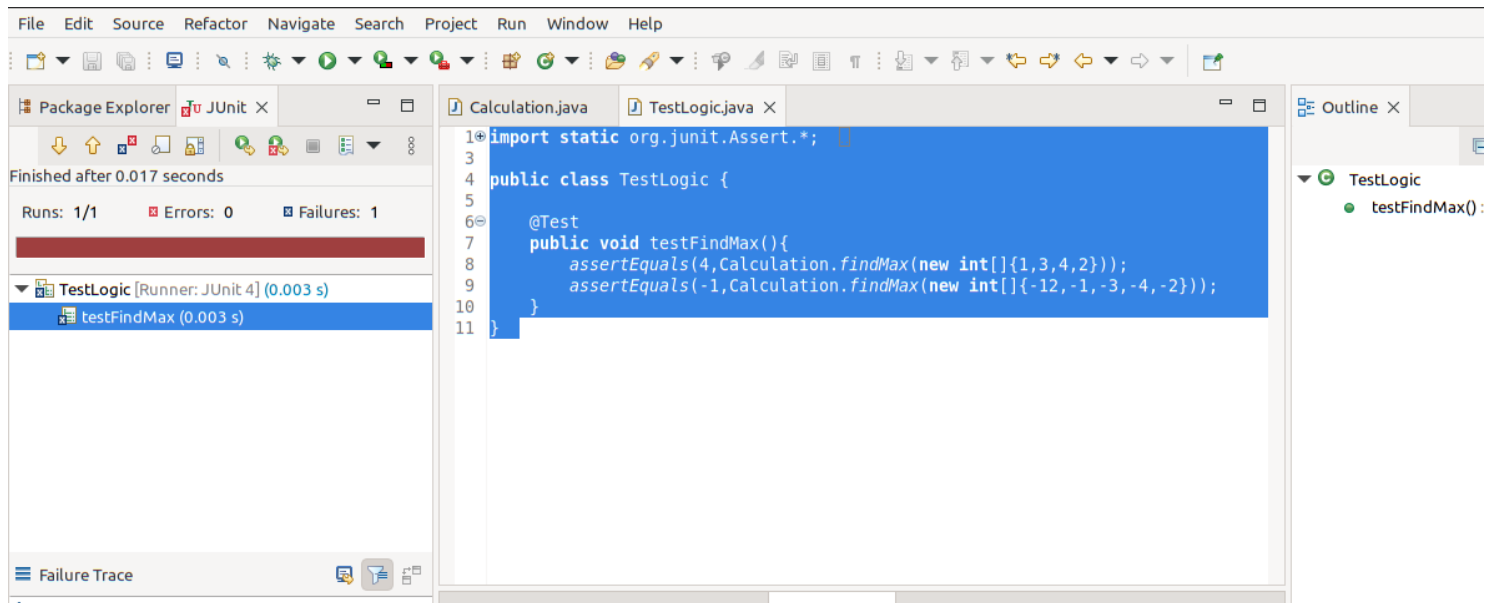 File Edit Source Refactor Navigate Search Project Run Window Help
Package Explorer JUnit
Finished after 0.017 seconds
Runs: 1/1 Errors: 0 Failures: 1
TestLogic [Runner: JUnit 4] (0.003 s)
testFindMax (0.003 s)
Failure Trace
Calculation.java TestLogic.java
1 import static org.junit.Assert.*;
3
4 public class TestLogic {
5
6 @Test
7 public void testFindMax(){
8 assertEquals(4,Calculation.findMax(new int[]{1,3,4,2}));
9 assertEquals(-1,Calculation.findMax(new int[]{-12,-1,-3,-4,-2}));
10 }
11 }
Outline
TestLogic
testFindMax() :